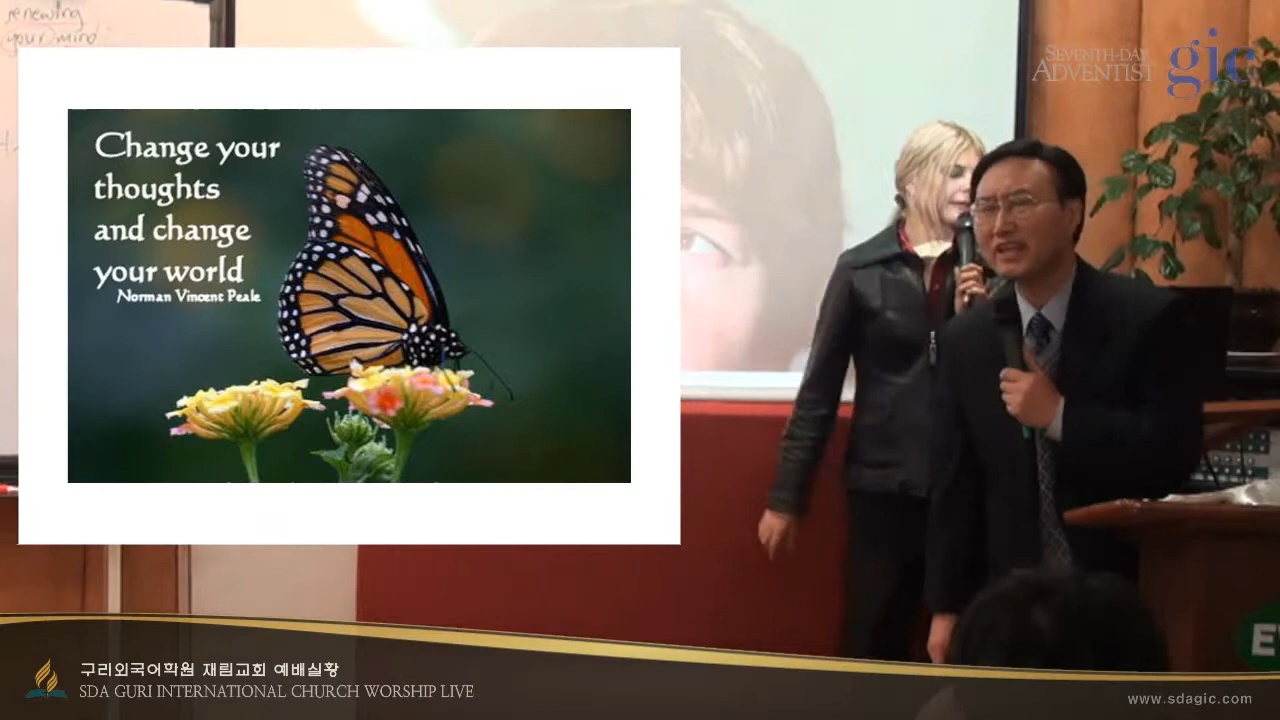 renewing
your mind
SEVENTH-DAY
ADVENTIST
gic
Change your
thoughts
and change
your world
Norman Vincent Peale
구리외국어학원 재림교회 예배실황
SDA GURI INTERNATIONAL CHURCH WORSHIP LIVE
www.sdagic.com